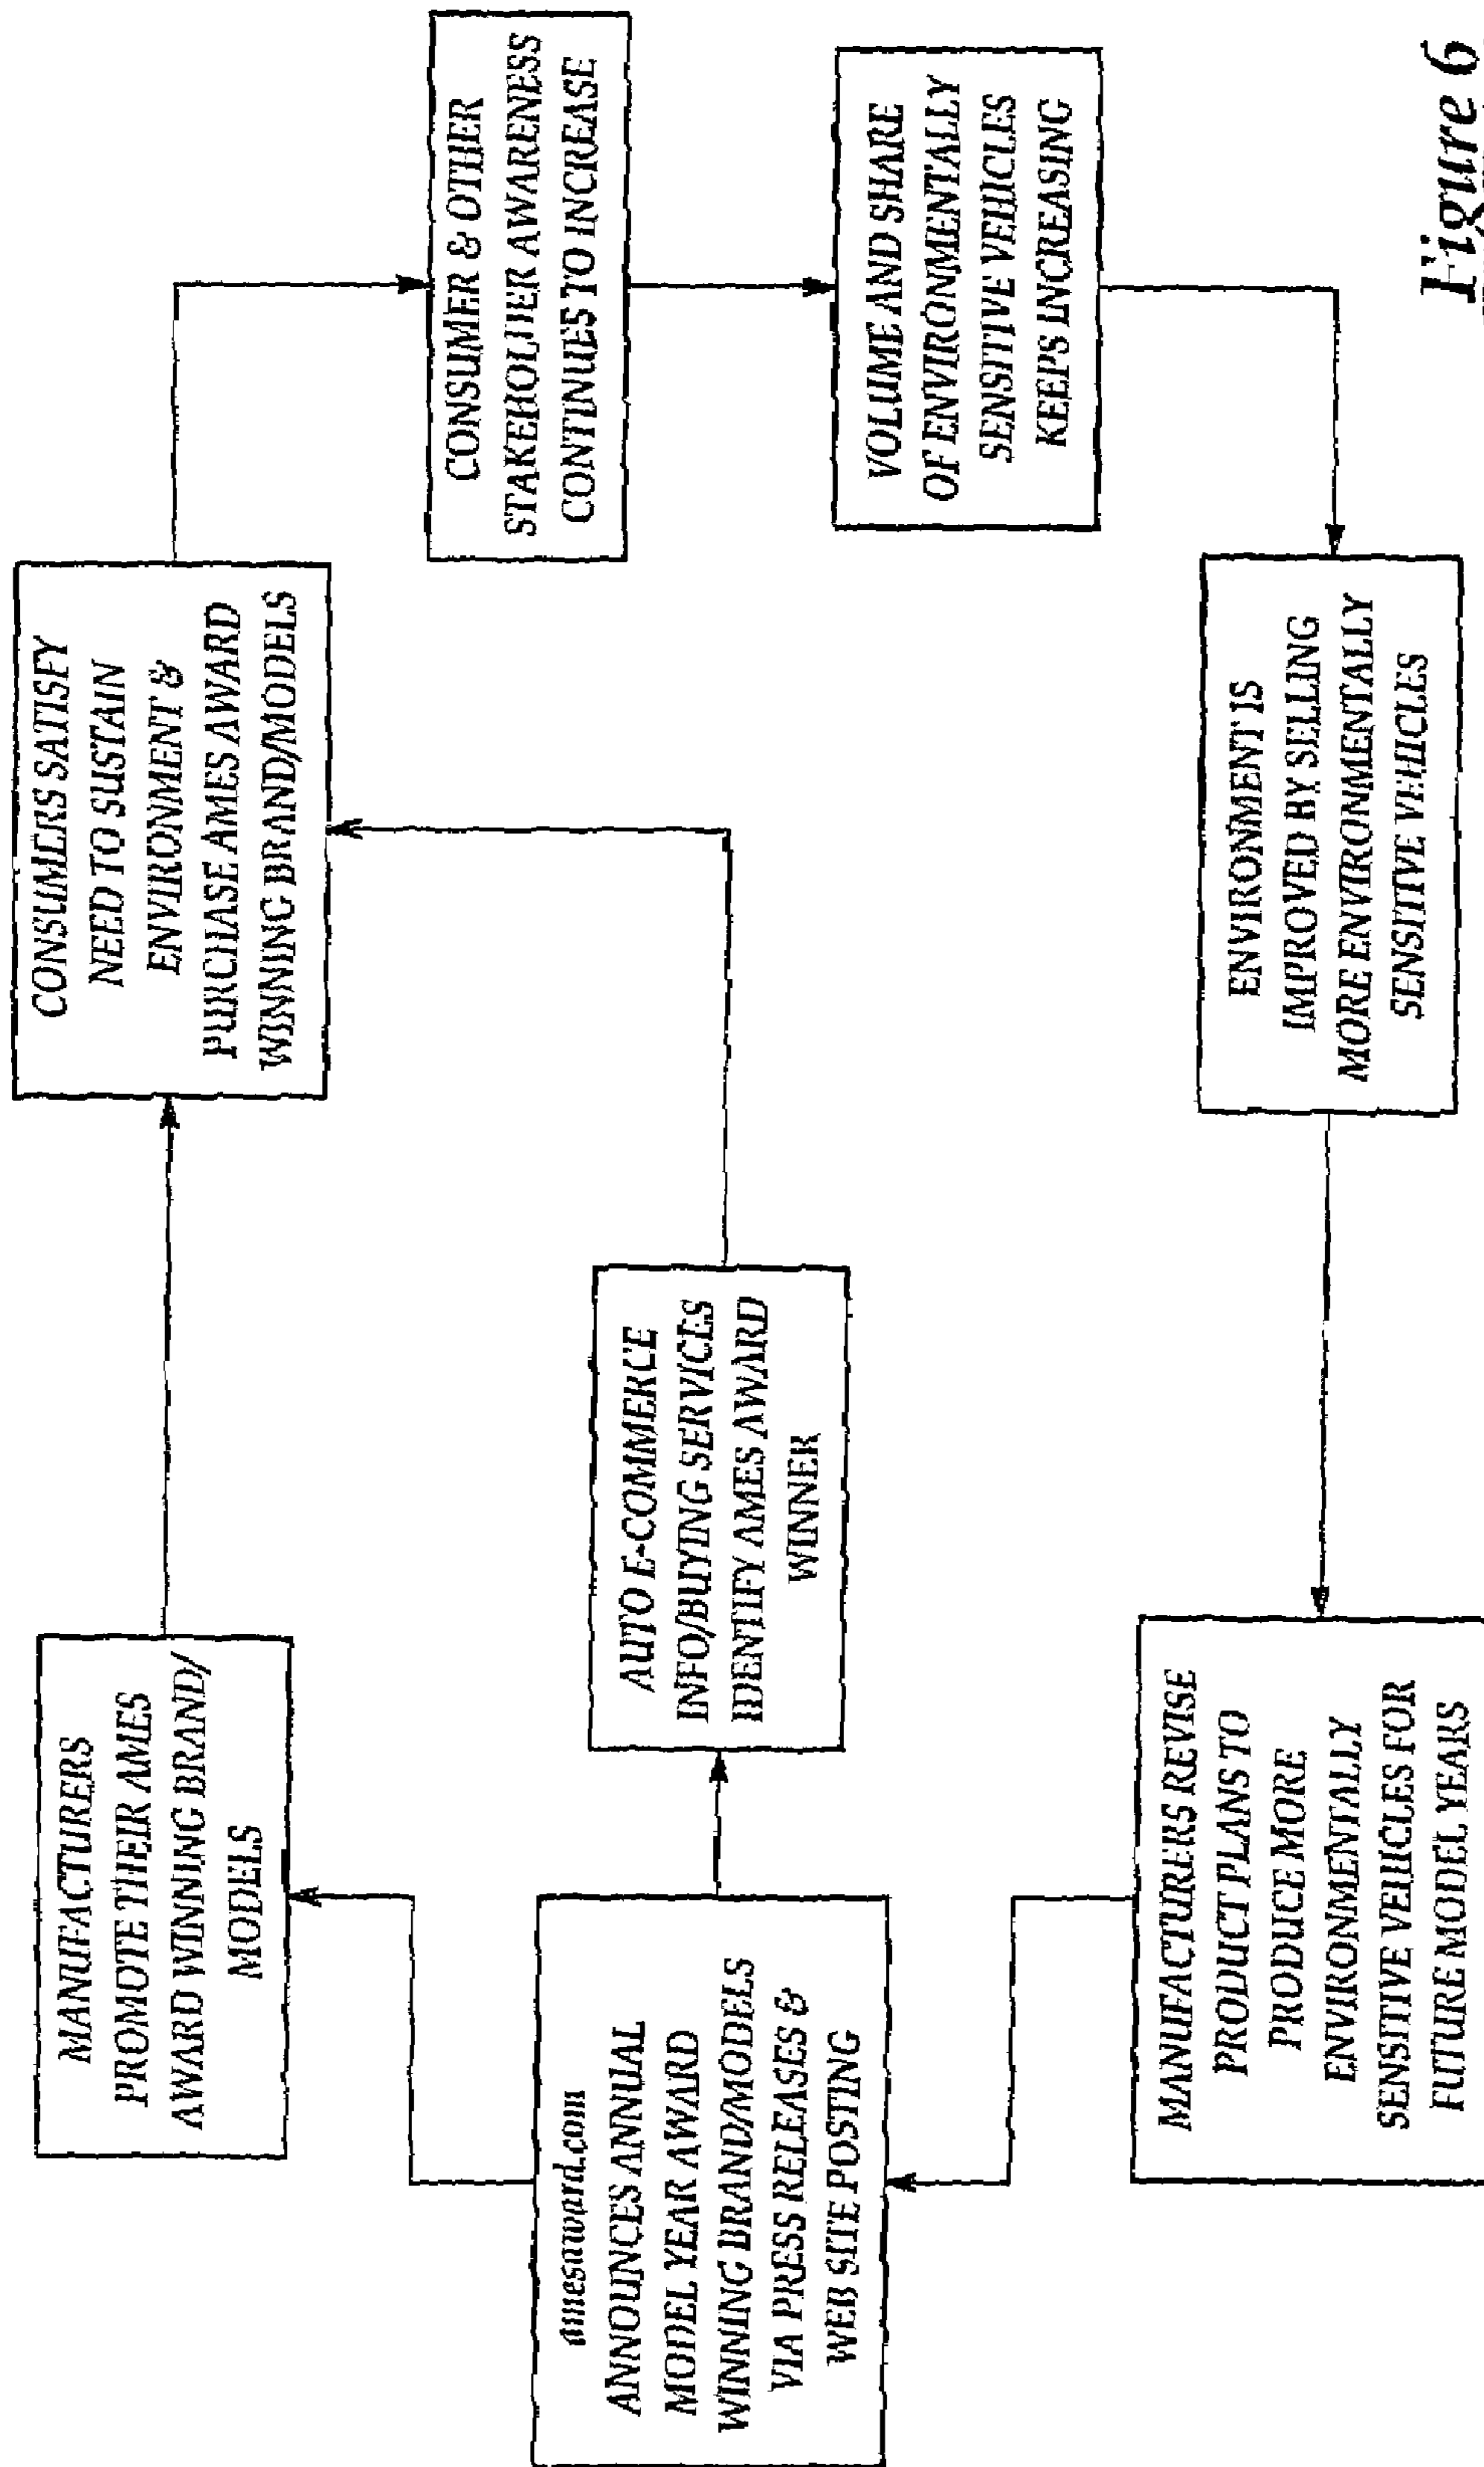 MANUFACTURERS
PROMOTE THEIR AMES
AWARD WINNING BRAND/
MODELS
CONSUMERS SATISFY
NEED TO SUSTAIN
ENVIRONMENT &
PURCHASE AMES AWARD
WINNING BRAND/MODELS
CONSUMER & OTHER
STAKEHOLDER AWARENESS
CONTINUES TO INCREASE
amesaward.com
ANNOUNCES ANNUAL
MODEL YEAR AWARD
WINNING BRAND/MODELS
VIA PRESS RELEASES &
WEB SITE POSTING
AUTO E-COMMERCE
INFO/BUYING SERVICES
IDENTIFY AMES AWARD
WINNER
VOLUME AND SHARE
OF ENVIRONMENTALLY
SENSITIVE VEHICLES
KEEPS INCREASING
MANUFACTURERS REVISE
PRODUCT PLANS TO
PRODUCE MORE
ENVIRONMENTALLY
SENSITIVE VEHICLES FOR
FUTURE MODEL YEARS
ENVIRONMENT IS
IMPROVED BY SELLING
MORE ENVIRONMENTALLY
SENSITIVE VEHICLES
Figure 6